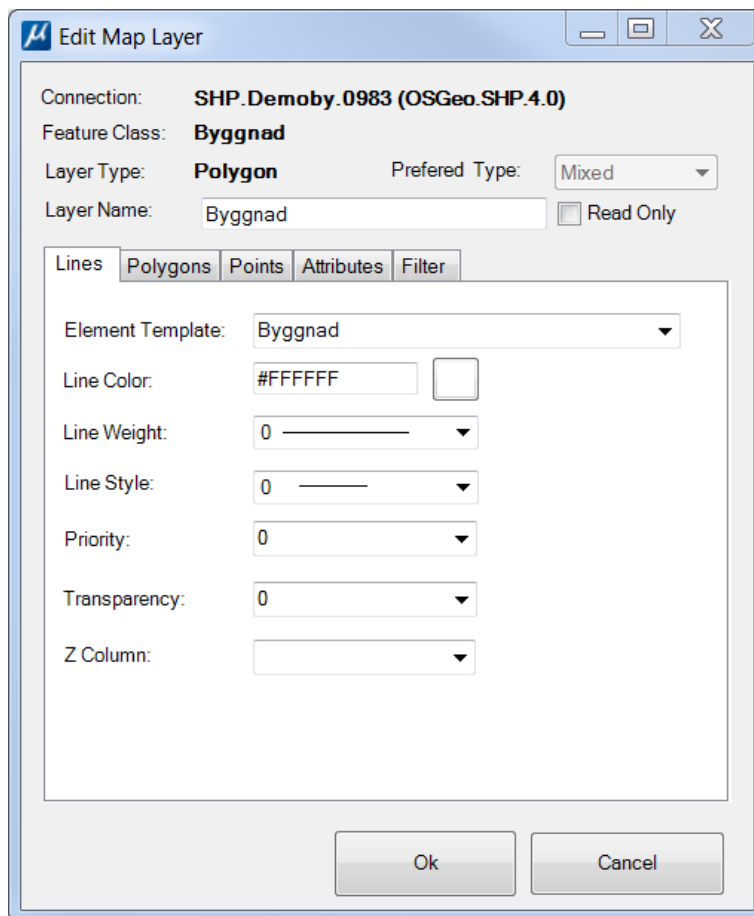 Edit Map Layer
Connection: SHP.Demoby.0983 (OSGeo.SHP.4.0)
Feature Class: Byggnad
Layer Type: Polygon Prefered Type: Mixed
Layer Name: Byggnad Read Only
Lines Polygons Points Attributes Filter
Element Template: Byggnad
Line Color: #FFFFFF
Line Weight: 0
Line Style: 0
Priority: 0
Transparency: 0
Z Column:
Ok Cancel